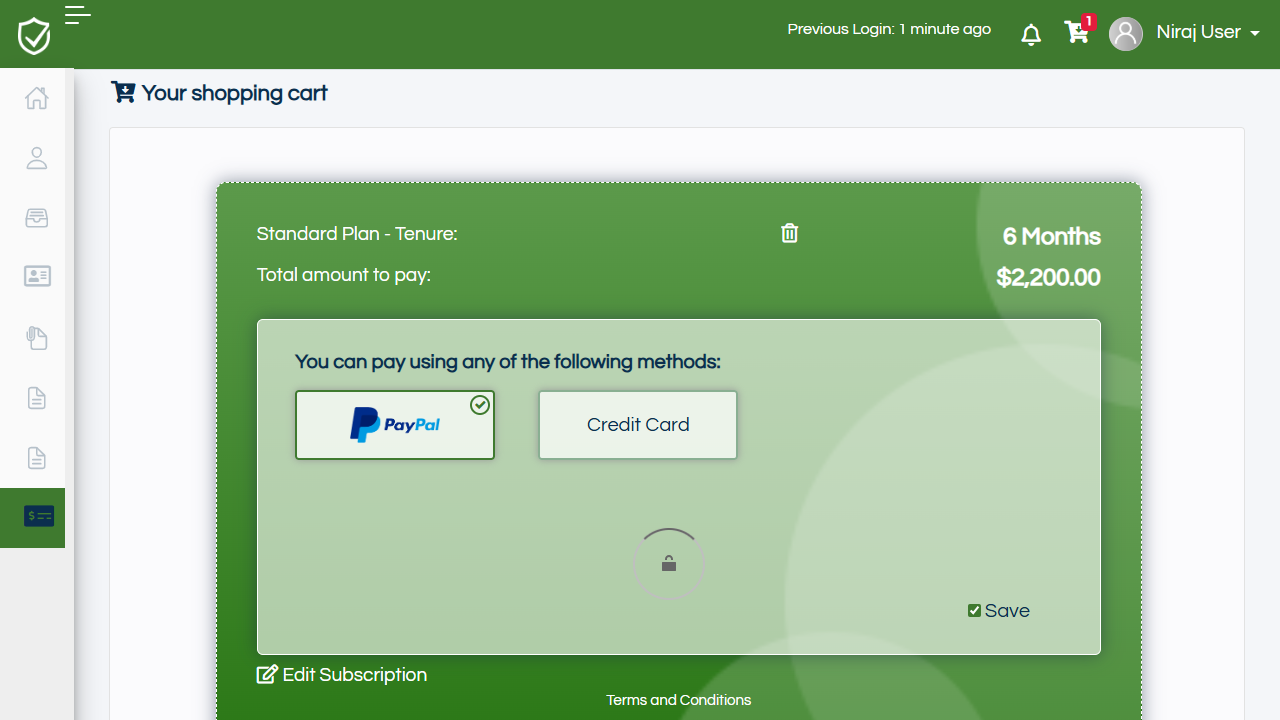 Previous Login: 1 minute ago
1
Niraj User
Your shopping cart
Standard Plan - Tenure:
6 Months
Total amount to pay:
$2,200.00
You can pay using any of the following methods:
PayPal
Credit Card
Save
Edit Subscription
Terms and Conditions